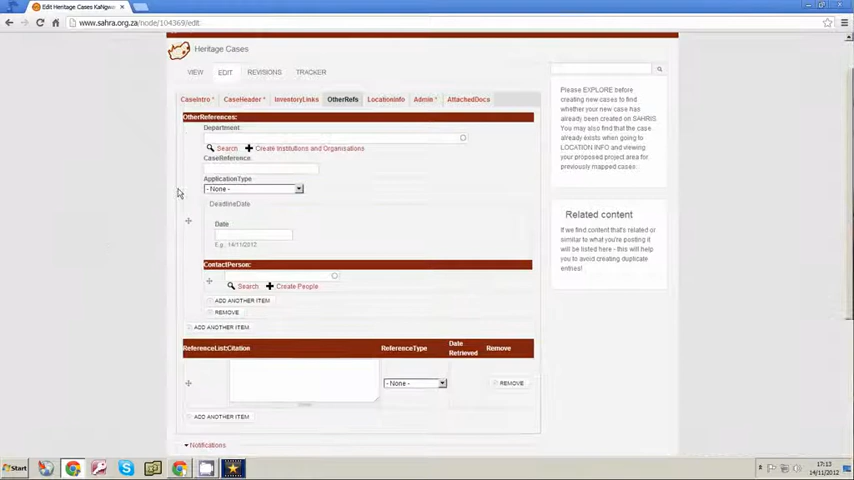 Edit Heritage Cases KaNgwa
www.sahra.org.za/node/104369/edit
Heritage Cases
VIEW EDIT REVISIONS TRACKER
CaseIntro * CaseHeader * InventoryLinks OtherRefs LocationInfo Admin * AttachedDocs
OtherReferences:
Department:
Search Create Institutions and Organisations
CaseReference:
ApplicationType
- None -
DeadlineDate
Date
E.g., 14/11/2012
ContactPerson:
Search Create People
ADD ANOTHER ITEM
REMOVE
ADD ANOTHER ITEM
ReferenceList:Citation ReferenceType Date Retrieved Remove
- None - REMOVE
ADD ANOTHER ITEM
Notifications
Please EXPLORE before
creating new cases to find
whether your new case
has already been
created on SAHRIS.
You may also find that the case
already exists when going to
LOCATION INFO and viewing
your proposed project area for
previously mapped cases.
Related content
If we find content that's related or
similar to what you're posting it
will be listed here - this will help
you to avoid creating duplicate
entries!
Start
17:13
14/11/2012